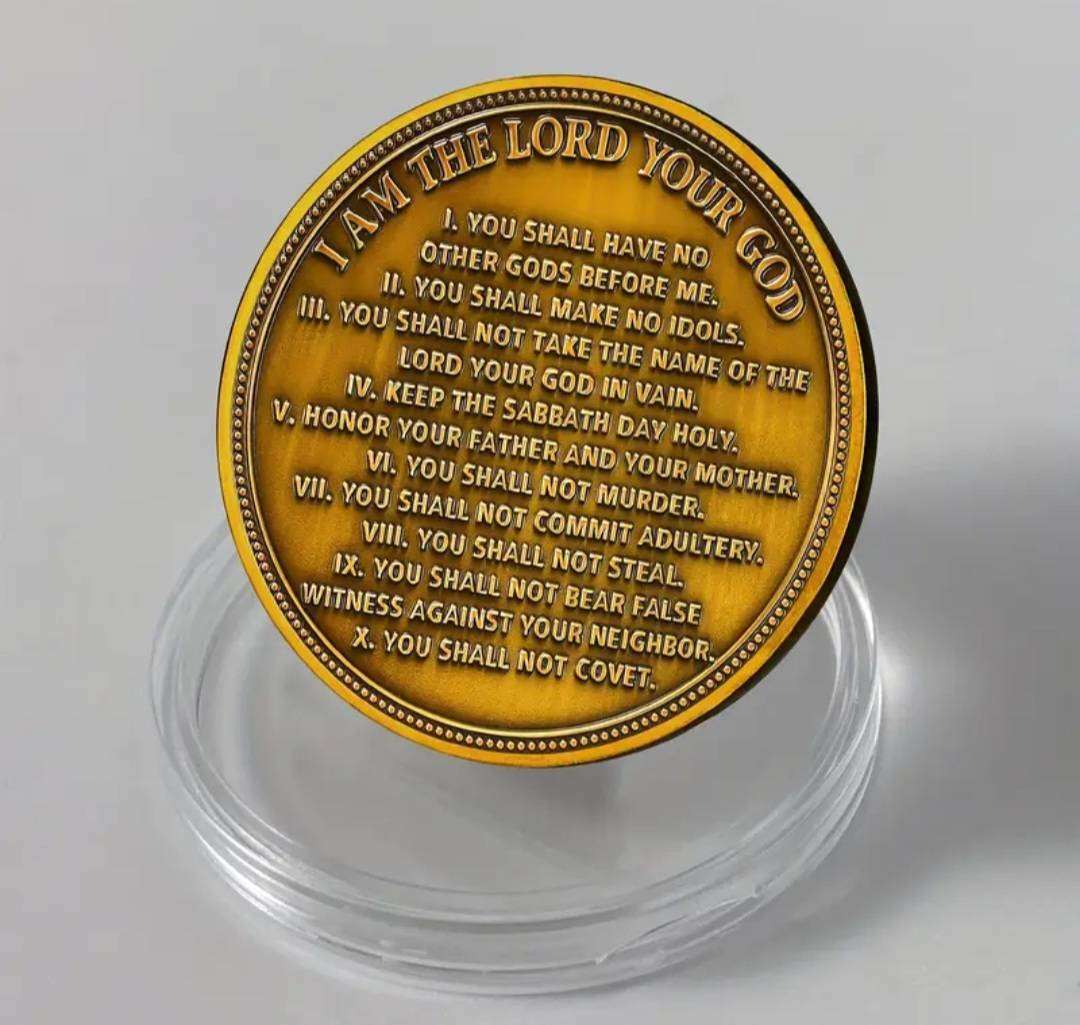 I AM THE LORD YOUR GOD
I. YOU SHALL HAVE NO
OTHER GODS BEFORE ME.
II. YOU SHALL MAKE NO IDOLS.
III. YOU SHALL NOT TAKE THE NAME OF THE
LORD YOUR GOD IN VAIN.
IV. KEEP THE SABBATH DAY HOLY.
V. HONOR YOUR FATHER AND YOUR MOTHER.
VI. YOU SHALL NOT MURDER.
VII. YOU SHALL NOT COMMIT ADULTERY.
VIII. YOU SHALL NOT STEAL.
IX. YOU SHALL NOT BEAR FALSE
WITNESS AGAINST YOUR NEIGHBOR.
X. YOU SHALL NOT COVET.